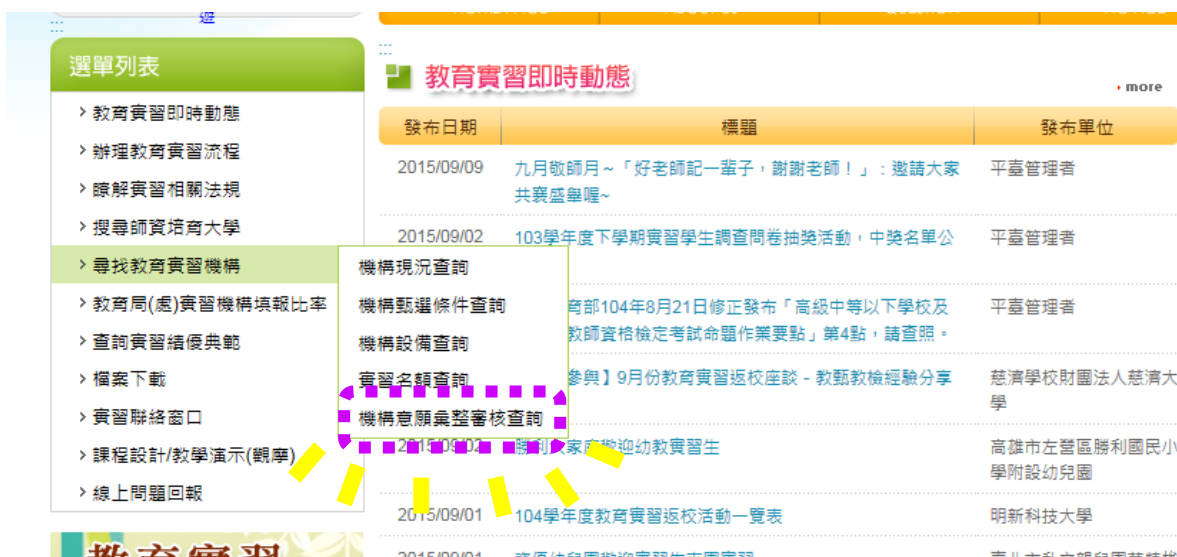 遊
選單列表
教育實習即時動態
辦理教育實習流程
瞭解實習相關法規
搜尋師資培育大學
尋找教育實習機構
教育局(處)實習機構填報比率
查詢實習績優典範
檔案下載
實習聯絡窗口
課程設計/教學演示(觀摩)
線上問題回報
教育實習
機構現況查詢
機構甄選條件查詢
機構設備查詢
實習名額查詢
機構意願彙整審核查詢
教育實習即時動態
more
發布日期 標題 發布單位
2015/09/09 九月敬師月~「好老師記一輩子,謝謝老師!」:邀請大家 平臺管理者
共襄盛舉喔~
2015/09/02 103學年度下學期實習學生調查問卷抽獎活動,中獎名單公 平臺管理者
育部104年8月21日修正發布「高級中等以下學校及 平臺管理者
教師資格檢定考試命題作業要點」第4點,請查照。
參與】9月份教育實習返校座談 - 教甄教檢經驗分享 慈濟學校財團法人慈濟大
學
2015/09/02 勝利大家庭歡迎幼教實習生 高雄市左營區勝利國民小
學附設幼兒園
2015/09/01 104學年度教育實習返校活動一覽表 明新科技大學
2015/09/01